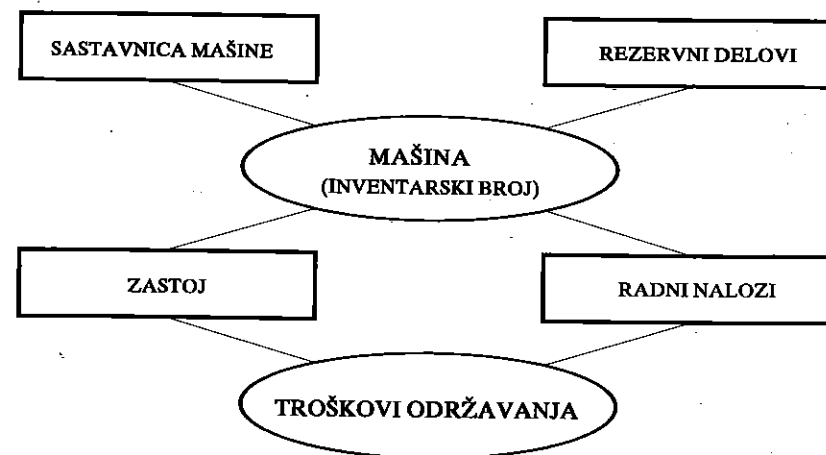 SASTAVNICA MAŠINE
REZERVNI DELOVI
MAŠINA
(INVENTARSKI BROJ)
ZASTOJ
RADNI NALOZI
TROŠKOVI ODRŽAVANJA